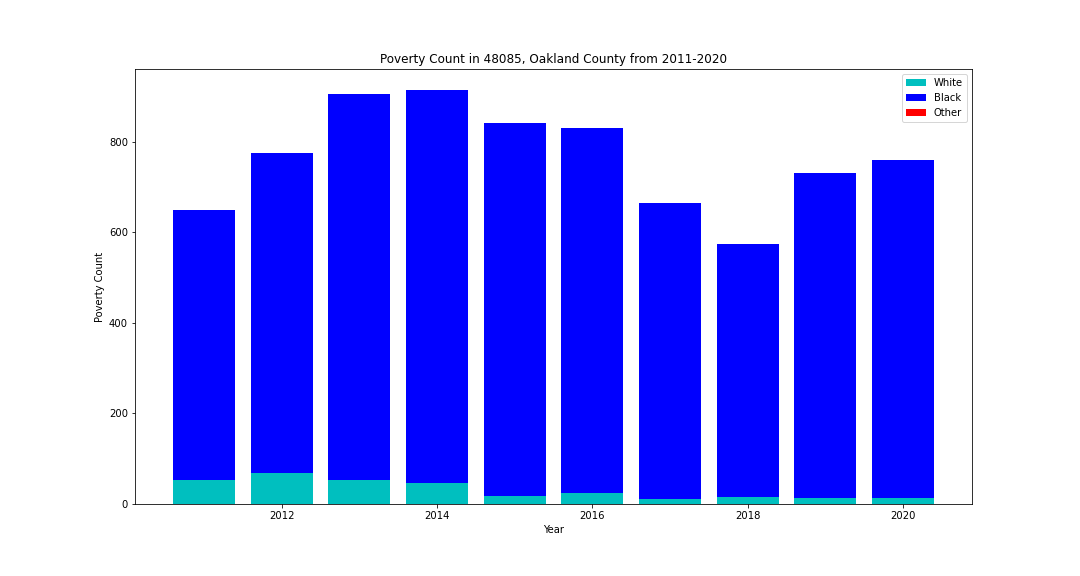 Poverty Count in 48085, Oakland County from 2011-2020
White
Black
Other
800
600
400
200
0
Poverty Count
2012 2014 2016 2018 2020
Year